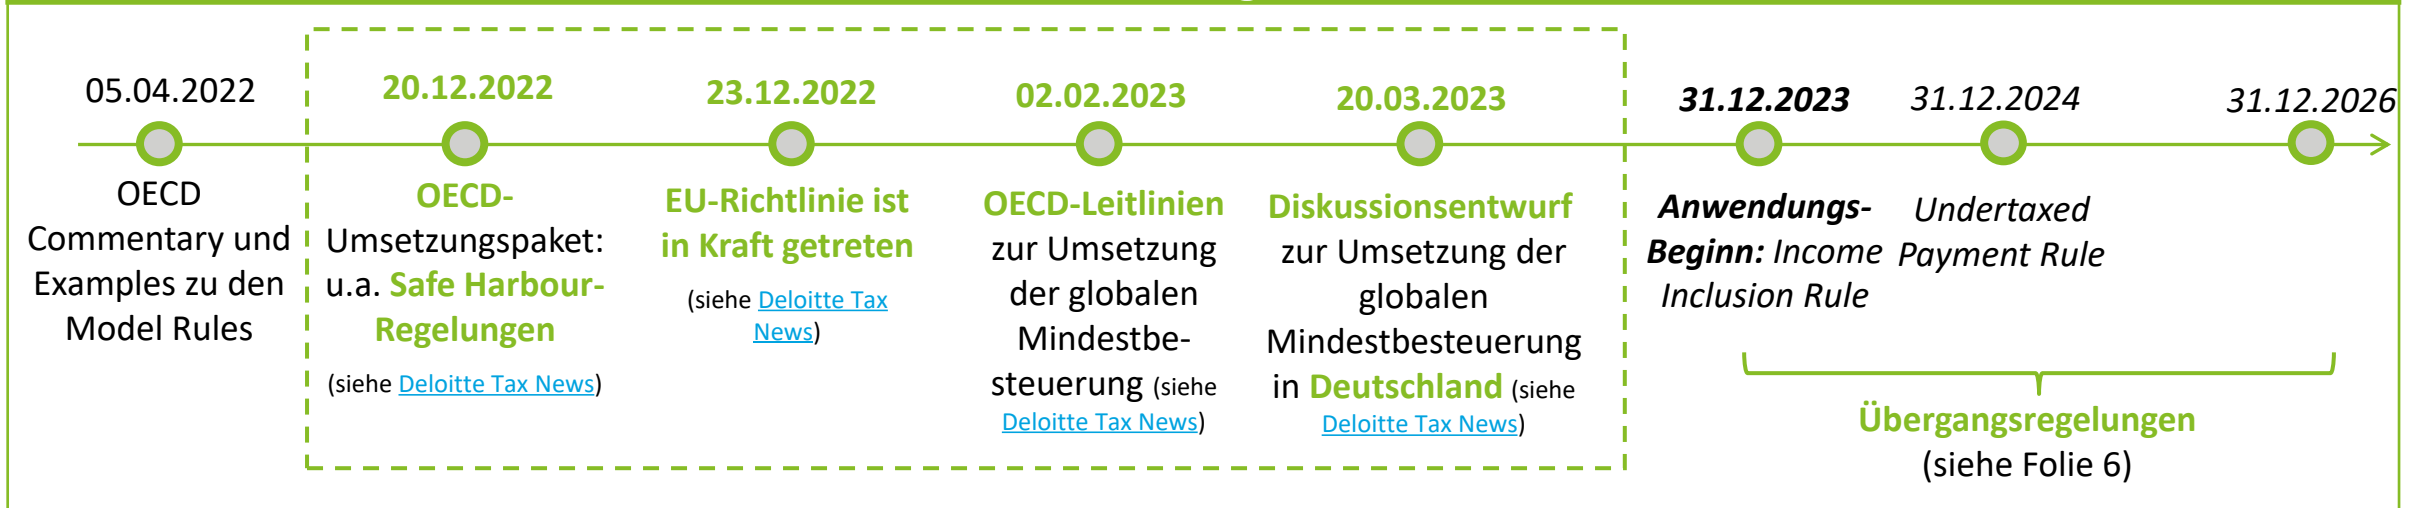 05.04.2022
OECD
Commentary und
Examples zu den
Model Rules
20.12.2022
OECD-
Umsetzungspaket:
u.a. Safe Harbour-
Regelungen
(siehe Deloitte Tax News)
23.12.2022
EU-Richtlinie ist
in Kraft getreten
(siehe Deloitte Tax
News)
02.02.2023
OECD-Leitlinien
zur Umsetzung
der globalen
Mindestbe-
steuerung (siehe
Deloitte Tax News)
20.03.2023
Diskussionsentwurf
zur Umsetzung der
globalen
Mindestbesteuerung
in Deutschland (siehe
Deloitte Tax News)
31.12.2023
Anwendungs-
Beginn: Income
Inclusion Rule
31.12.2024
Undertaxed
Payment Rule
31.12.2026
Übergangsregelungen
(siehe Folie 6)